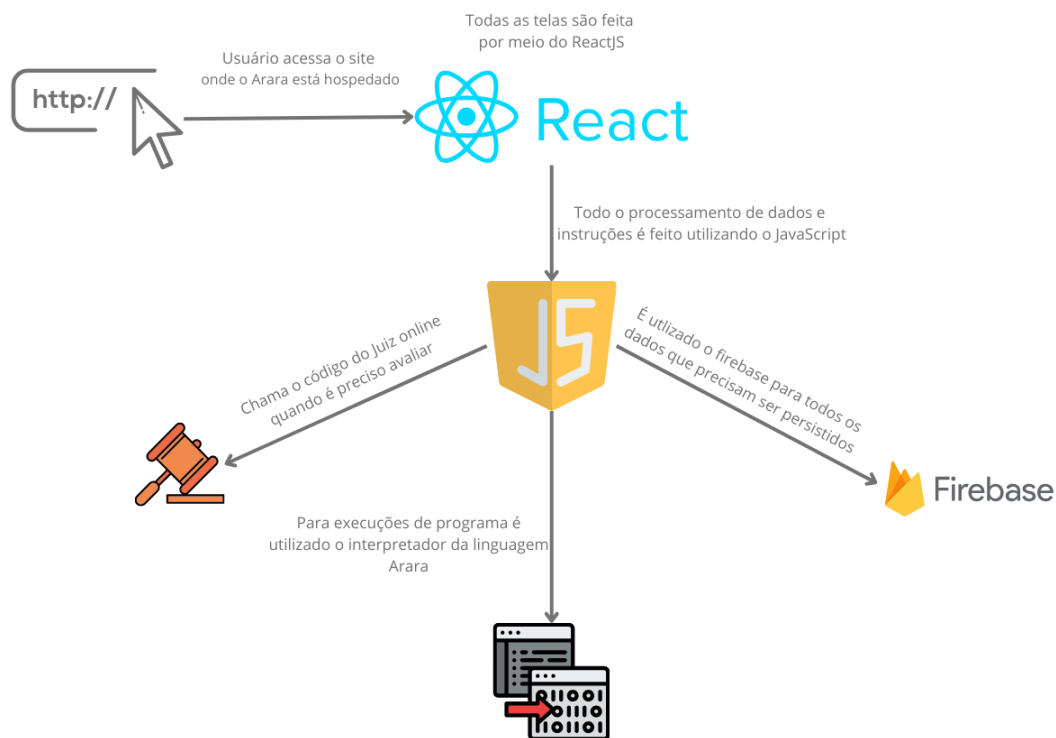 Todas as telas são feita
por meio do ReactJS
Usuário acessa o site
onde o Arara está hospedado
http://
React
Todo o processamento de dados e
instruções é feito utilizando o JavaScript
JS
Chama o código do Juiz online
quando é preciso avaliar
É utlizado o firebase para todos os
dados que precisam ser persistidos
Firebase
Para execuções de programa é
utilizado o interpretador da linguagem
Arara